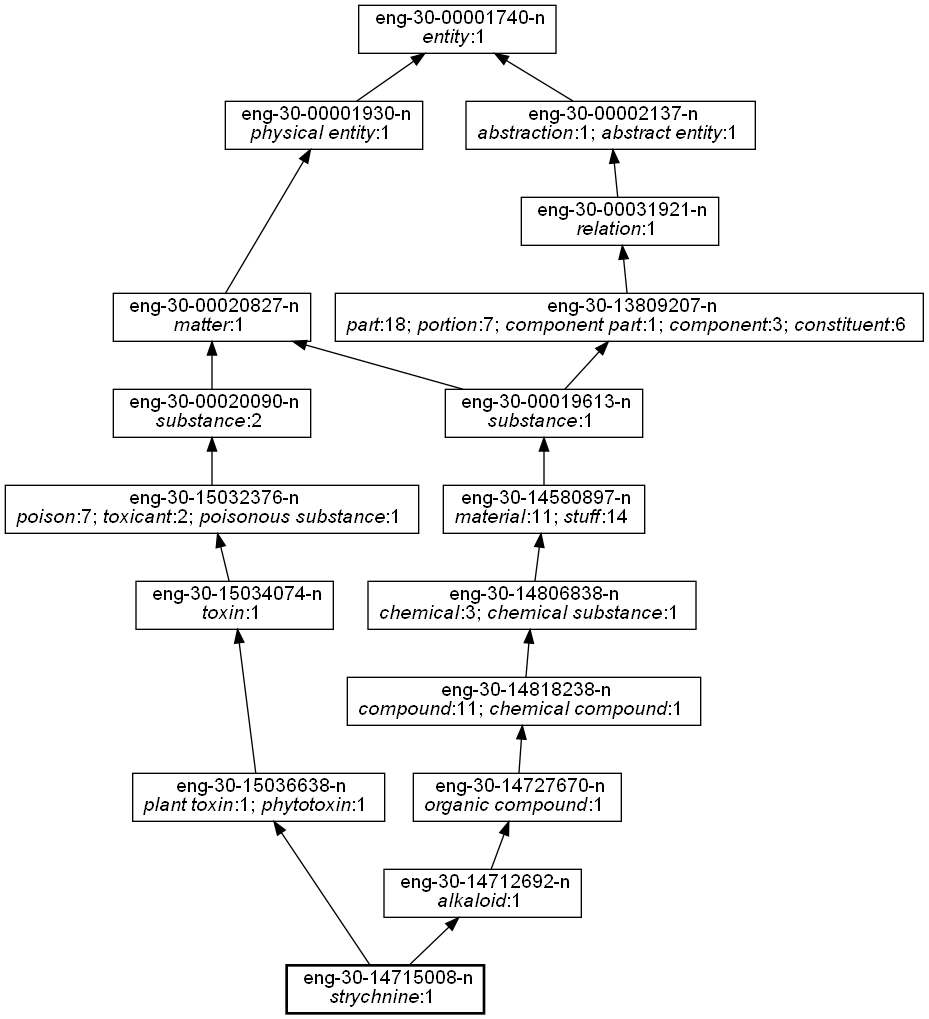 eng-30-00001740-n
entity:1
eng-30-00001930-n
physical entity:1
eng-30-00002137-n
abstraction:1; abstract entity:1
eng-30-00031921-n
relation:1
eng-30-00020827-n
matter:1
eng-30-13809207-n
part:18; portion:7; component part:1; component:3; constituent:6
eng-30-00020090-n
substance:2
eng-30-00019613-n
substance:1
eng-30-15032376-n
poison:7; toxicant:2; poisonous substance:1
eng-30-14580897-n
material:11; stuff:14
eng-30-15034074-n
toxin:1
eng-30-14806838-n
chemical:3; chemical substance:1
eng-30-14818238-n
compound:11; chemical compound:1
eng-30-15036638-n
plant toxin:1; phytotoxin:1
eng-30-14727670-n
organic compound:1
eng-30-14712692-n
alkaloid:1
eng-30-14715008-n
strychnine:1